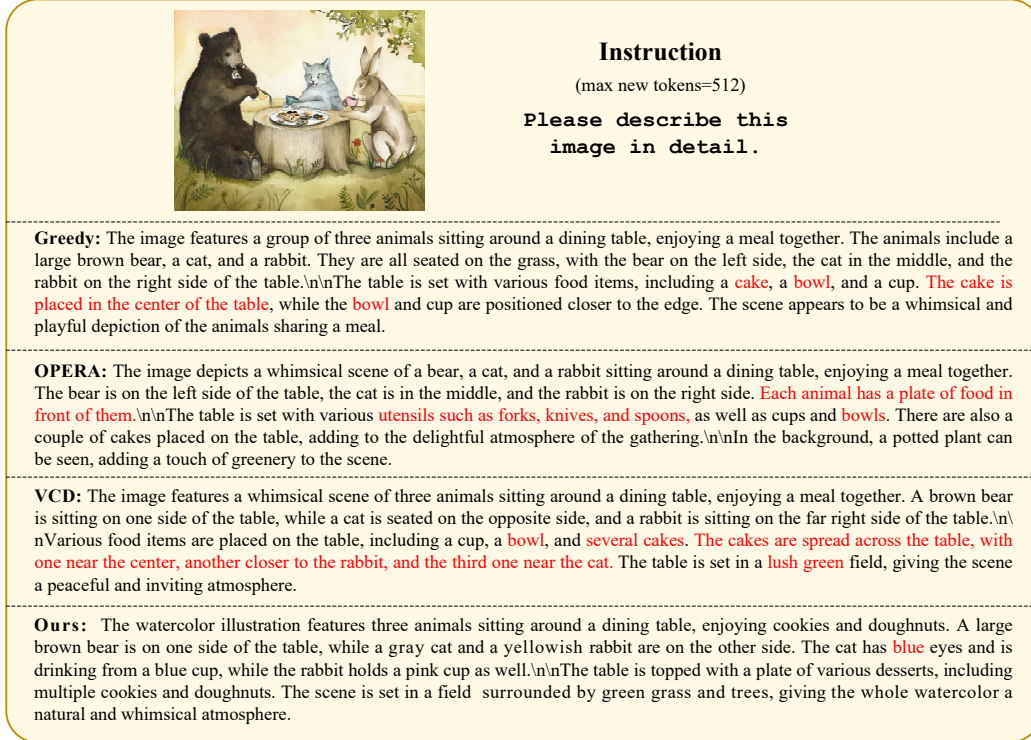 Instruction
(max new tokens=512)
Please describe this
image in detail.
Greedy: The image features a group of three animals sitting around a dining table, enjoying a meal together. The animals include a
large brown bear, a cat, and a rabbit. They are all seated on the grass, with the bear on the left side, the cat in the middle, and the
rabbit on the right side of the table.\n\nThe table is set with various food items, including a cake, a bowl, and a cup. The cake is
placed in the center of the table, while the bowl and cup are positioned closer to the edge. The scene appears to be a whimsical and
playful depiction of the animals sharing a meal.
OPERA: The image depicts a whimsical scene of a bear, a cat, and a rabbit sitting around a dining table, enjoying a meal together.
The bear is on the left side of the table, the cat is in the middle, and the rabbit is on the right side. Each animal has a plate of food in
front of them.\n\nThe table is set with various utensils such as forks, knives, and spoons, as well as cups and bowls. There are also a
couple of cakes placed on the table, adding to the delightful atmosphere of the gathering.\n\nIn the background, a potted plant can
be seen, adding a touch of greenery to the scene.
VCD: The image features a whimsical scene of three animals sitting around a dining table, enjoying a meal together. A brown bear
is sitting on one side of the table, while a cat is seated on the opposite side, and a rabbit is sitting on the far right side of the table.\n\
nVarious food items are placed on the table, including a cup, a bowl, and several cakes. The cakes are spread across the table, with
one near the center, another closer to the rabbit, and the third one near the cat. The table is set in a lush green field, giving the scene
a peaceful and inviting atmosphere.
Ours: The watercolor illustration features three animals sitting around a dining table, enjoying cookies and doughnuts. A large
brown bear is on one side of the table, while a gray cat and a yellowish rabbit are on the other side. The cat has blue eyes and is
drinking from a blue cup, while the rabbit holds a pink cup as well.\n\nThe table is topped with a plate of various desserts, including
multiple cookies and doughnuts. The scene is set in a field surrounded by green grass and trees, giving the whole watercolor a
natural and whimsical atmosphere.